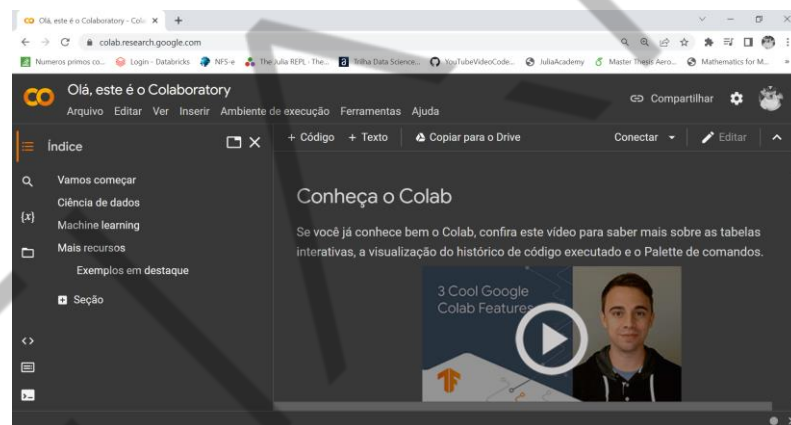 Olá, este é o Colaboratory - Cola
colab.research.google.com
Numeros primos co... Login - Databricks NFS-e The Julia REPL · The... Trilha Data Science... YouTubeVideoCode... JuliaAcademy Master Thesis Aero... Mathematics for M... »
CO Olá, este é o Colaboratory
Arquivo Editar Ver Inserir Ambiente de execução Ferramentas Ajuda
Compartilhar
Índice
+ Código + Texto Copiar para o Drive Conectar Editar
Vamos começar
Ciência de dados
{x} Machine learning
Mais recursos
Exemplos em destaque
Seção
<>
Conheça o Colab
Se você já conhece bem o Colab, confira este vídeo para saber mais sobre as tabelas
interativas, a visualização do histórico de código executado e o Palette de comandos.
3 Cool Google
Colab Features